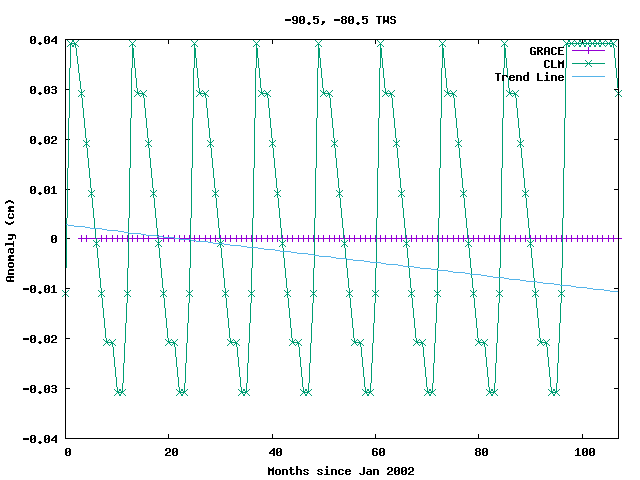 -90.5, -80.5 TWS
0.04
0.03
0.02
0.01
0
-0.01
-0.02
-0.03
-0.04
Anomaly (cm)
GRACE
CLM
Trend Line
0 20 40 60 80 100
Months since Jan 2002